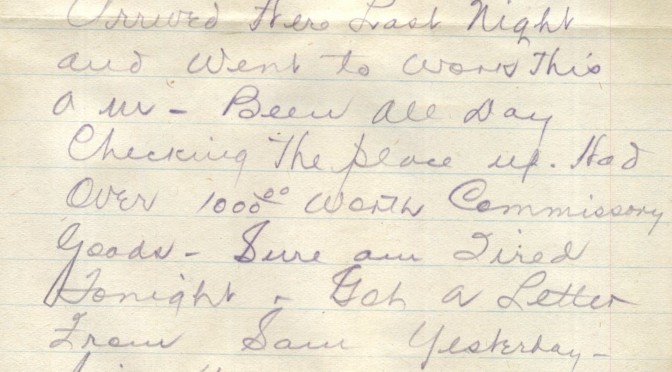 Arrived Here Last Night
and Went to Work This
a m - Been All Day
Checking The place up. Had
Over 1000.00 Worth Commissory
Goods - Sure am Tired
Tonight - Got a Letter
From Sam Yesterday -